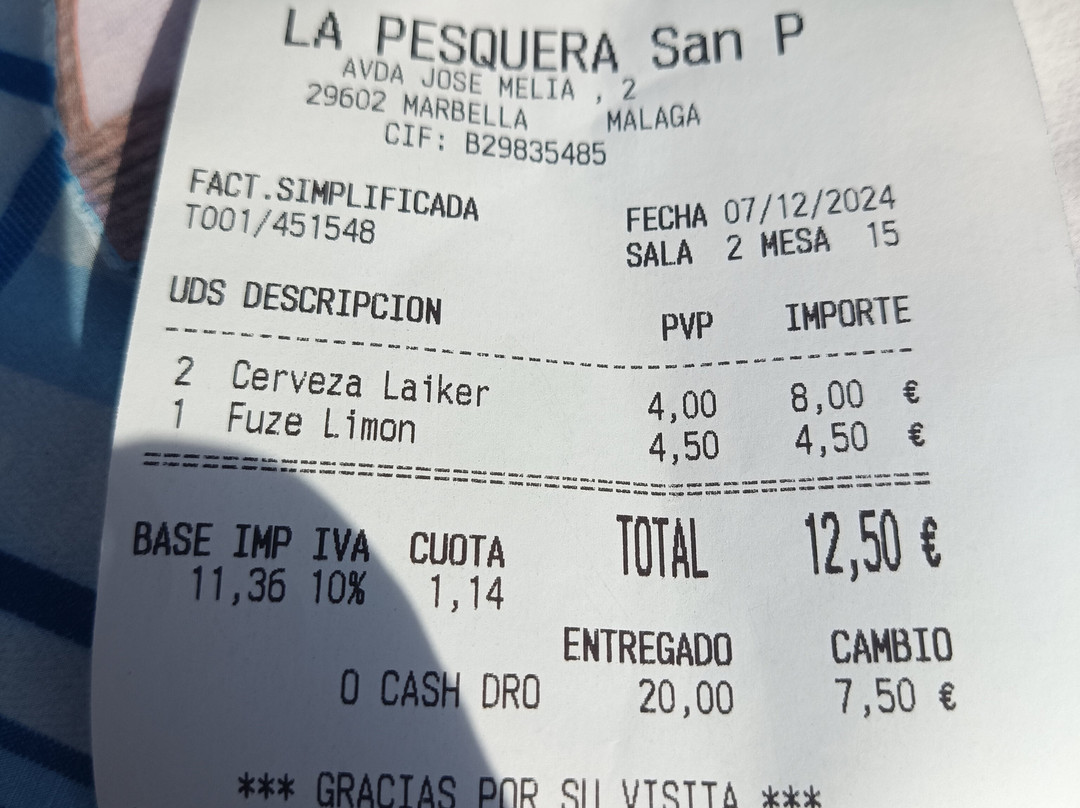 LA PESQUERA San P
AVDA JOSE MELIA , 2
29602 MARBELLA MALAGA
CIF: B29835485
FACT.SIMPLIFICADA
T001/451548
FECHA 07/12/2024
SALA 2 MESA 15
UDS DESCRIPCION PVP IMPORTE
2 Cerveza Laiker 4,00 8,00 €
1 Fuze Limon 4,50 4,50 €
BASE IMP IVA CUOTA TOTAL 12,50 €
11,36 10% 1,14
ENTREGADO CAMBIO
0 CASH DRO 20,00 7,50 €
*** GRACIAS POR SU VISITA ***